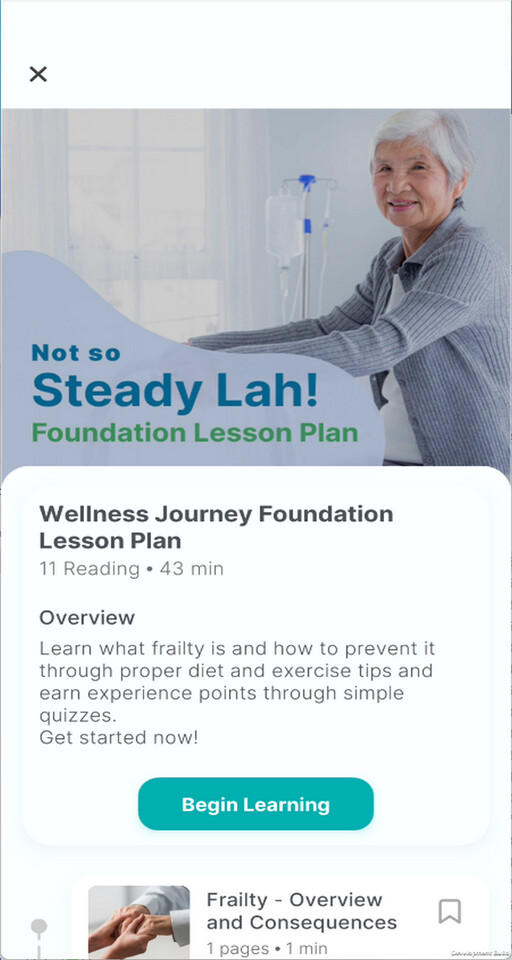 Not so
Steady Lah!
Foundation Lesson Plan
Wellness Journey Foundation
Lesson Plan
11 Reading • 43 min
Overview
Learn what frailty is and how to prevent it
through proper diet and exercise tips and
earn experience points through simple
quizzes.
Get started now!
Begin Learning
Frailty - Overview
and Consequences
1 pages • 1 min
Development Build